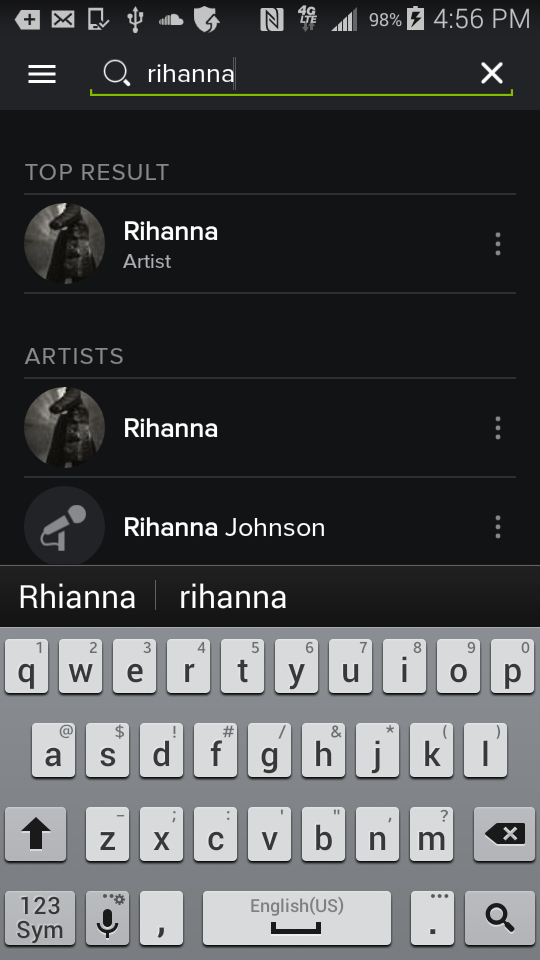 4G LTE 98% 4:56 PM
rihanna
TOP RESULT
Rihanna
Artist
ARTISTS
Rihanna
Rihanna Johnson
Rhianna rihanna
1 2 3 4 5 6 7 8 9 0
q w e r t y u i o p
@ $ ! # / & * ( )
a s d f g h j k l
- ; : ' " , ?
z x c v b n m
123 English(US) ...
Sym , .